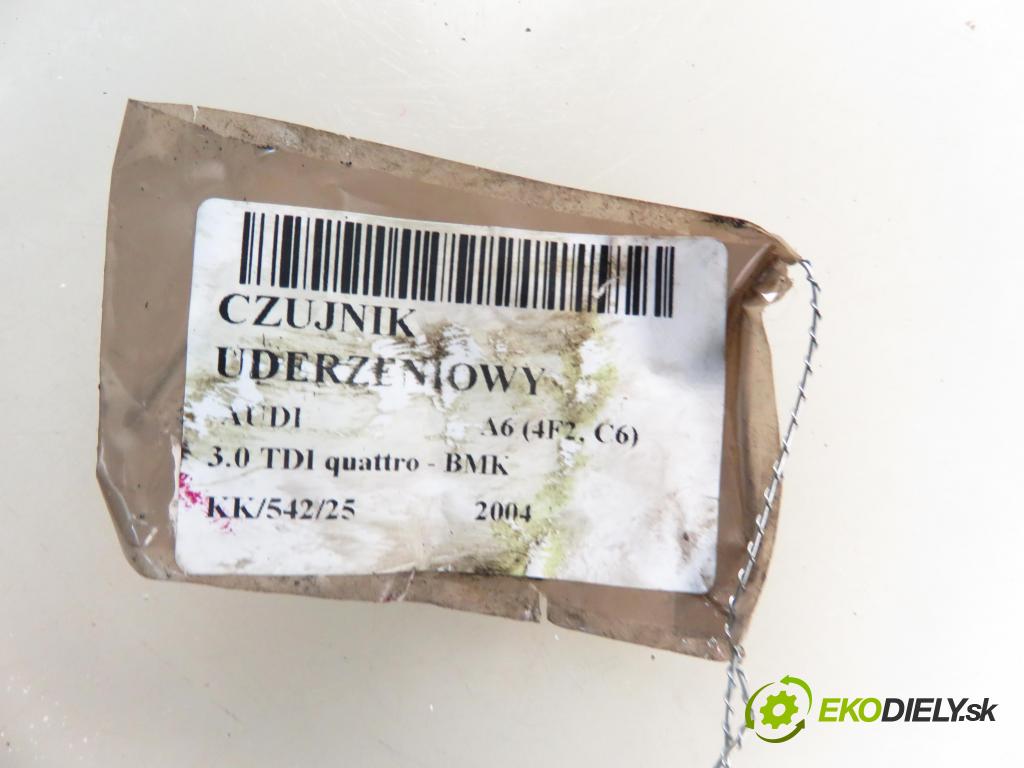 CZUJNIK
UDERZENIOWY
AUDI A6 (4F2, C6)
3.0 TDI quattro - BMK
KK/542/25 2004
EKODIELY.sk